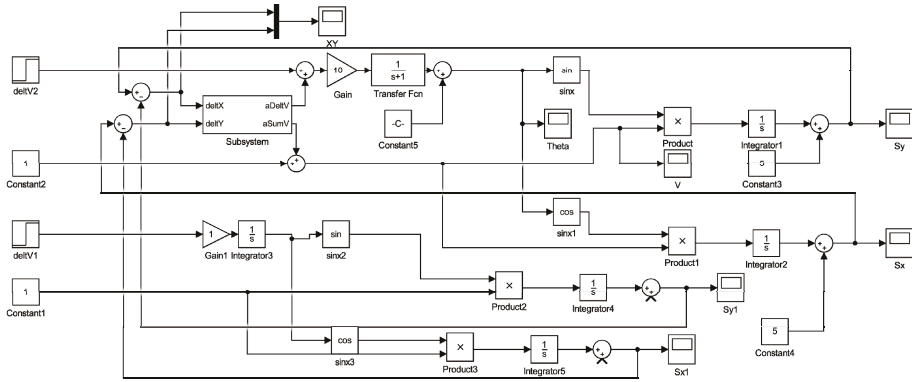 XY
deltV2
10
Gain
1
s+1
Transfer Fcn
sin
sinx
deltX
deltY
aDeltV
aSumV
Subsystem
-C-
Constant5
Theta
×
Product
1
s
Integrator1
Sy
V
5
Constant3
1
Constant2
cos
sinx1
deltV1
1
Gain1
1
s
Integrator3
sin
sinx2
×
Product1
1
s
Integrator2
Sx
1
Constant1
×
Product2
1
s
Integrator4
Sy1
5
Constant4
cos
sinx3
×
Product3
1
s
Integrator5
Sx1